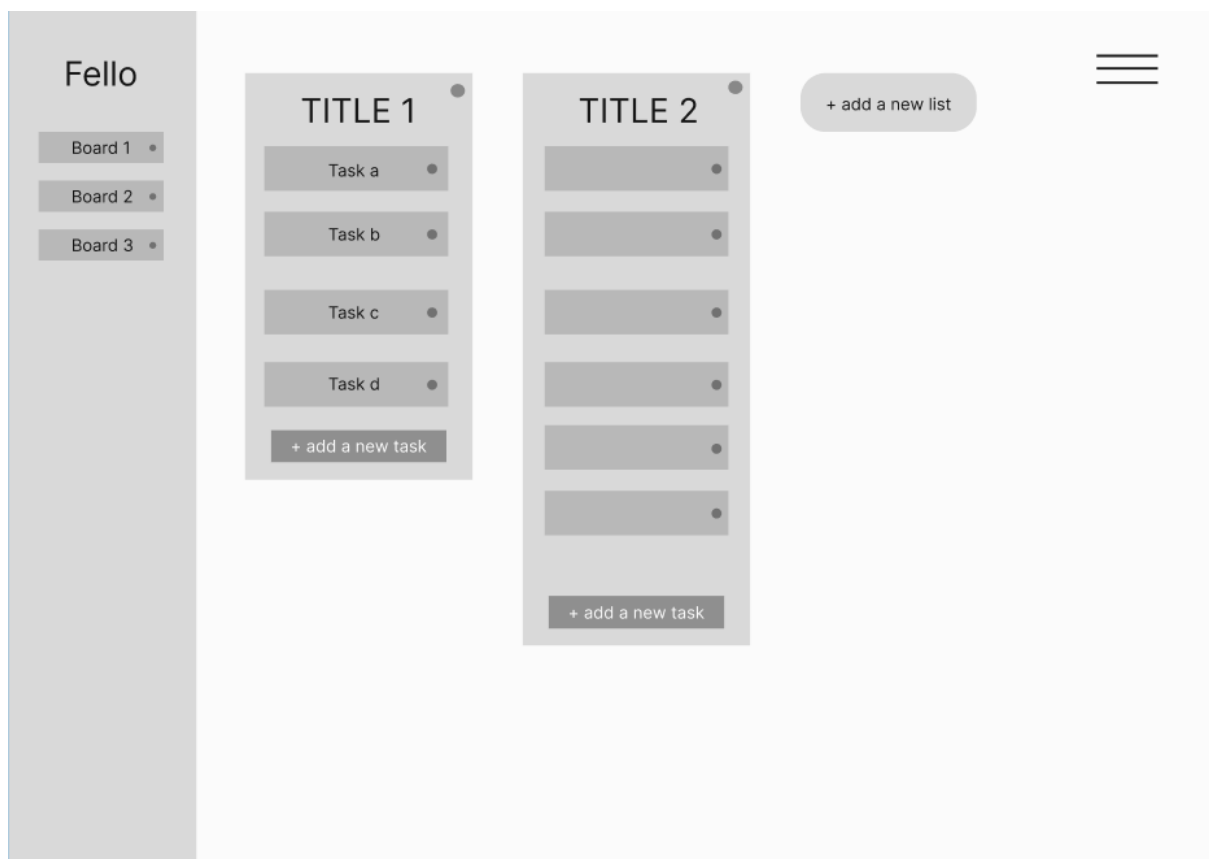 Fello
Board 1
Board 2
Board 3
TITLE 1
Task a
Task b
Task c
Task d
+ add a new task
TITLE 2
+ add a new task
+ add a new list